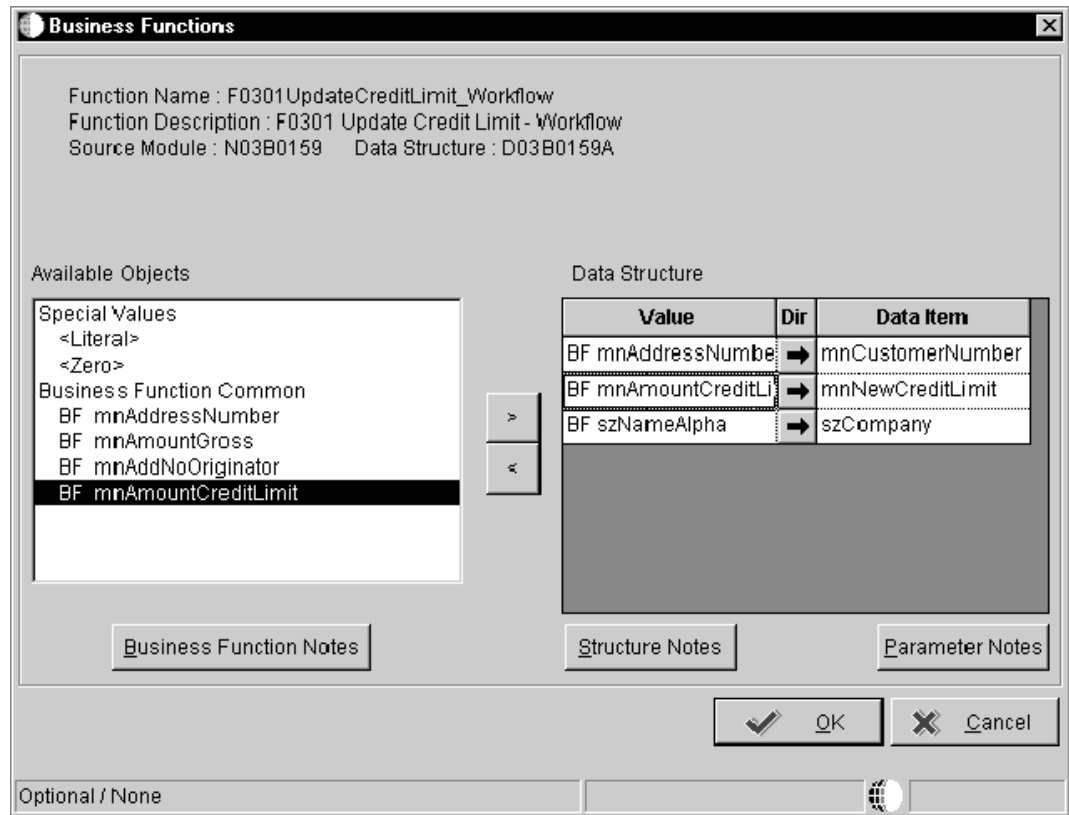 Business Functions
Function Name : F0301UpdateCreditLimit_Workflow
Function Description : F0301 Update Credit Limit - Workflow
Source Module : N03B0159 Data Structure : D03B0159A
Available Objects
Special Values
<Literal>
<Zero>
Business Function Common
BF mnAddressNumber
BF mnAmountGross
BF mnAddNoOriginator
BF mnAmountCreditLimit
>
<
Data Structure
Value Dir Data Item
BF mnAddressNumbe mnCustomerNumber
BF mnAmountCreditLi mnNewCreditLimit
BF szNameAlpha szCompany
Business Function Notes
Structure Notes
Parameter Notes
OK
Cancel
Optional / None